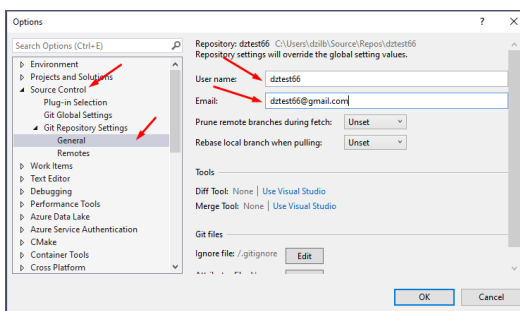 Options
? X
Search Options (Ctrl+E)
Environment
Projects and Solutions
Source Control
Plug-in Selection
Git Global Settings
Git Repository Settings
General
Remotes
Work Items
Text Editor
Debugging
Performance Tools
Azure Data Lake
Azure Service Authentication
CMake
Container Tools
Cross Platform
Repository: dztest66 C:\Users\dzilb\Source\Repos\dztest66
Repository settings will override the global setting values.
User name: dztest66
Email: dztest66@gmail.com
Prune remote branches during fetch: Unset
Rebase local branch when pulling: Unset
Tools
Diff Tool: None | Use Visual Studio
Merge Tool: None | Use Visual Studio
Git files
Ignore file: /.gitignore Edit
OK Cancel